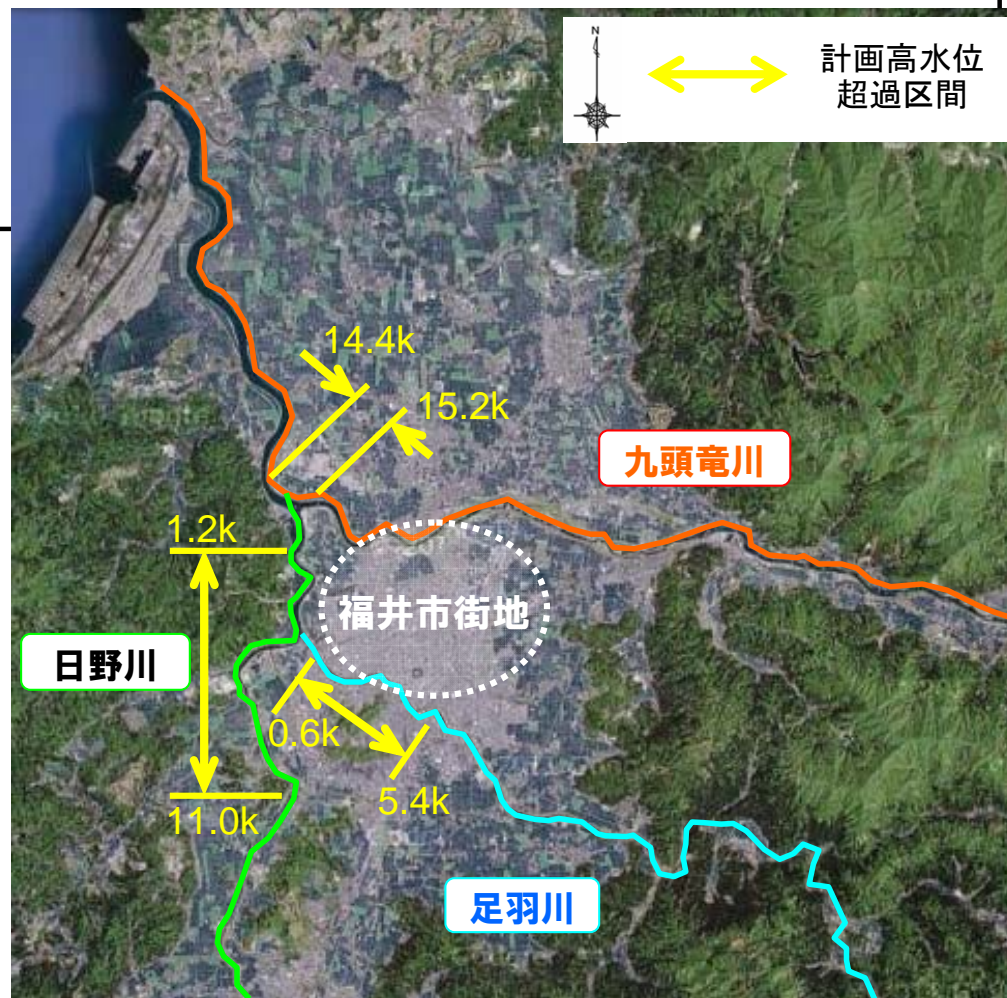 N
計画高水位
超過区間
14.4k
15.2k
九頭竜川
1.2k
福井市街地
日野川
0.6k
5.4k
11.0k
足羽川